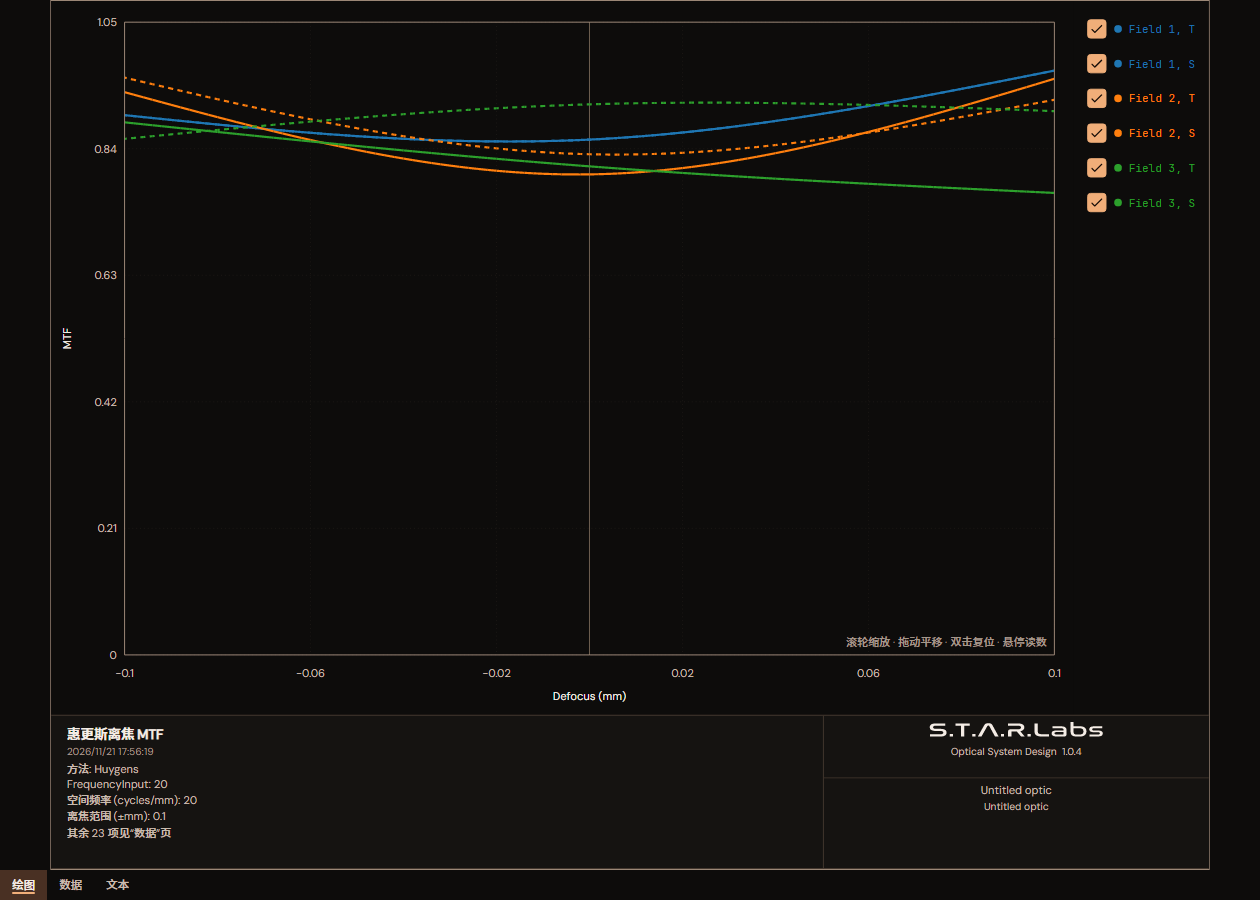 1.05
0.84
0.63
0.42
0.21
0
MTF
−0.1
−0.06
−0.02
0.02
0.06
0.1
Defocus (mm)
滚轮缩放 · 拖动平移 · 双击复位 · 悬停读数
Field 1, T
Field 1, S
Field 2, T
Field 2, S
Field 3, T
Field 3, S
惠更斯离焦 MTF
2026/11/21 17:56:19
方法: Huygens
FrequencyInput: 20
空间频率 (cycles/mm): 20
离焦范围 (±mm): 0.1
其余 23 项见“数据”页
S.T.A.R.Labs
Optical System Design 1.0.4
Untitled optic
Untitled optic
绘图
数据
文本